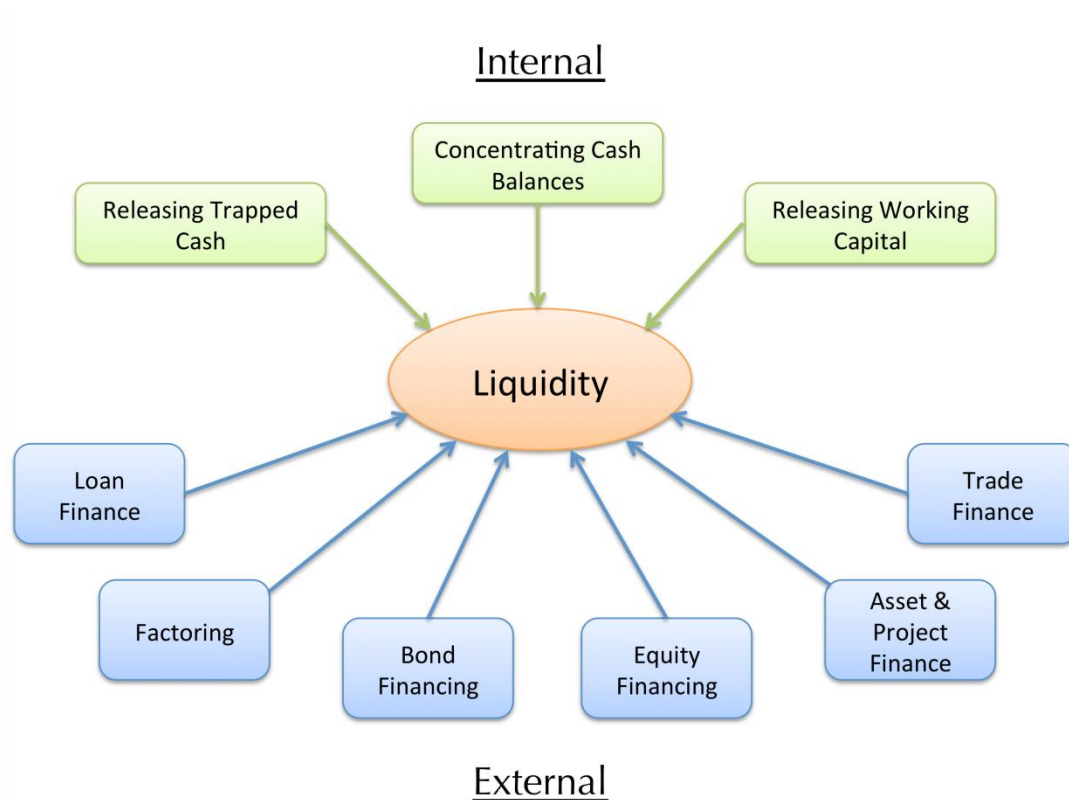 Internal
Concentrating Cash
Balances
Releasing Trapped
Cash
Releasing Working
Capital
Liquidity
Loan
Finance
Trade
Finance
Factoring
Bond
Financing
Equity
Financing
Asset &
Project
Finance
External